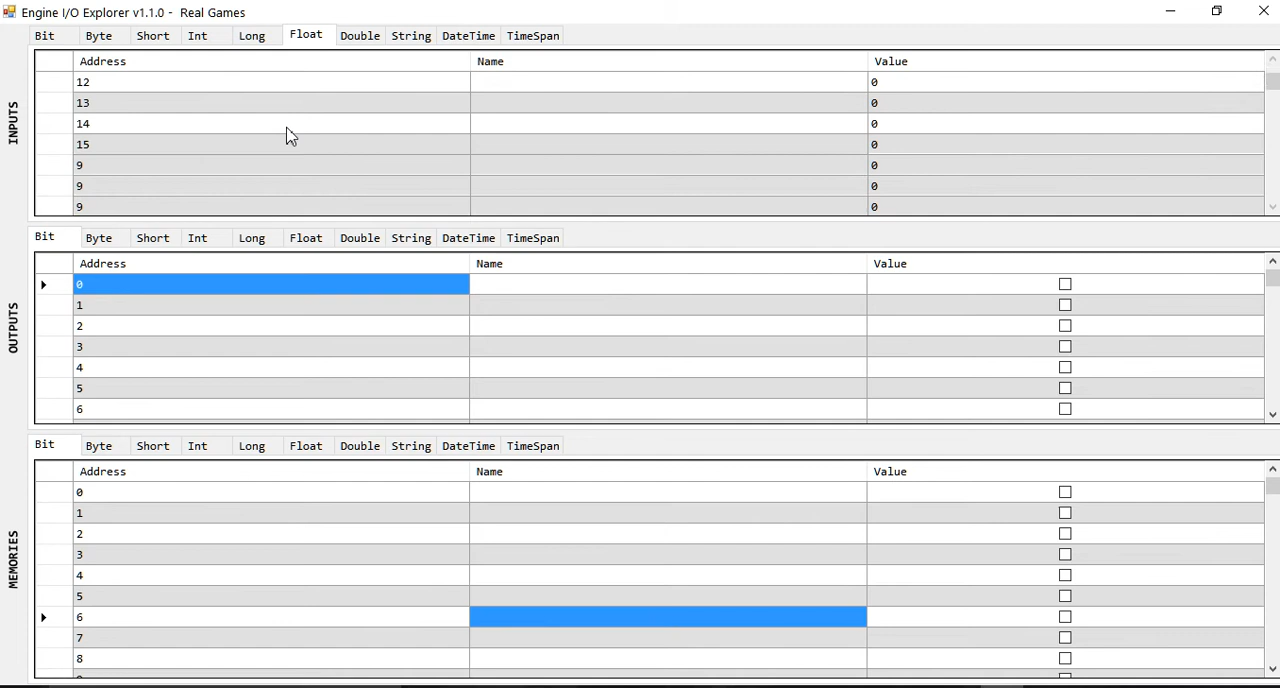 Engine I/O Explorer v1.1.0 - Real Games
Bit Byte Short Int Long Float Double String DateTime TimeSpan
INPUTS
Address Name Value
12 0
13 0
14 0
15 0
9 0
9 0
9 0
Bit Byte Short Int Long Float Double String DateTime TimeSpan
OUTPUTS
Address Name Value
0
1
2
3
4
5
6
Bit Byte Short Int Long Float Double String DateTime TimeSpan
MEMORIES
Address Name Value
0
1
2
3
4
5
6
7
8